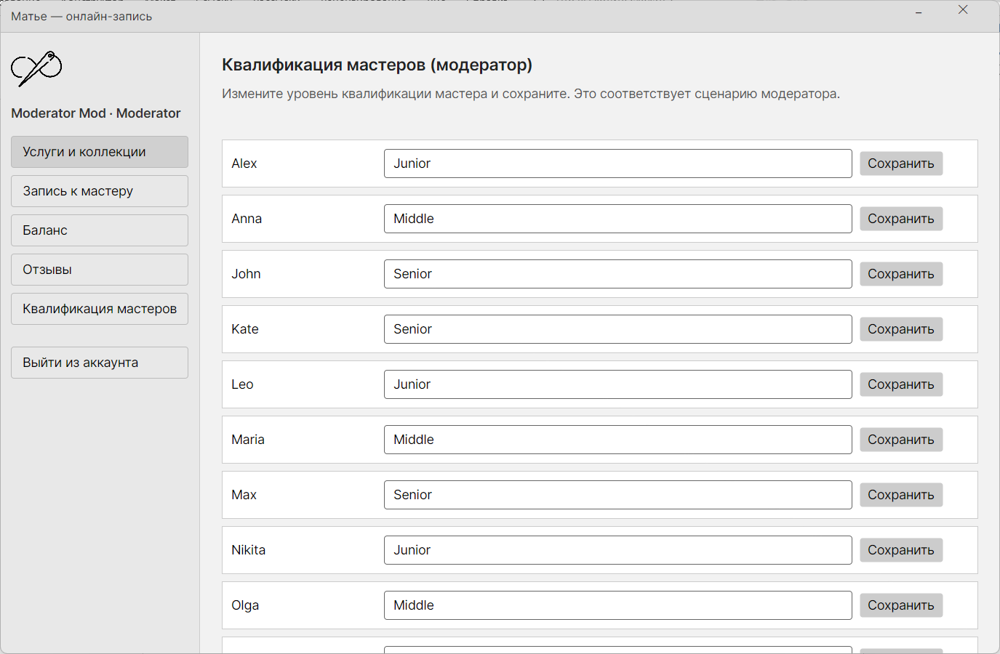 Матье — онлайн-запись
Moderator Mod · Moderator
Услуги и коллекции
Запись к мастеру
Баланс
Отзывы
Квалификация мастеров
Выйти из аккаунта
Квалификация мастеров (модератор)
Измените уровень квалификации мастера и сохраните. Это соответствует сценарию модератора.
Alex Junior Сохранить
Anna Middle Сохранить
John Senior Сохранить
Kate Senior Сохранить
Leo Junior Сохранить
Maria Middle Сохранить
Max Senior Сохранить
Nikita Junior Сохранить
Olga Middle Сохранить